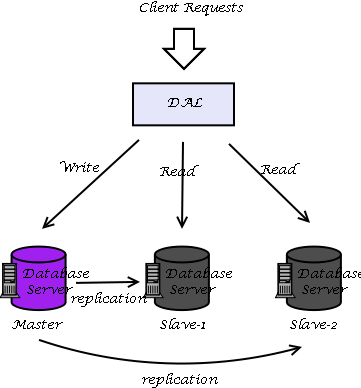 Client Requests
DAL
Write
Read
Read
Database
Server
Database
Server
Database
Server
replication
Master
Slave-1
Slave-2
replication